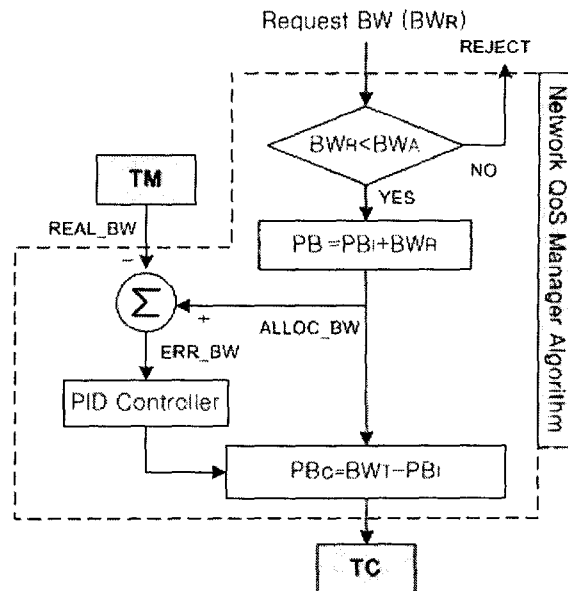 Request BW (BWR)
REJECT
BWR<BWA
NO
YES
TM
REAL_BW
PB =PBI+BWR
−
Σ
+
ALLOC_BW
ERR_BW
PID Controller
PBC=BWT−PBI
TC
Network QoS Manager Algorithm